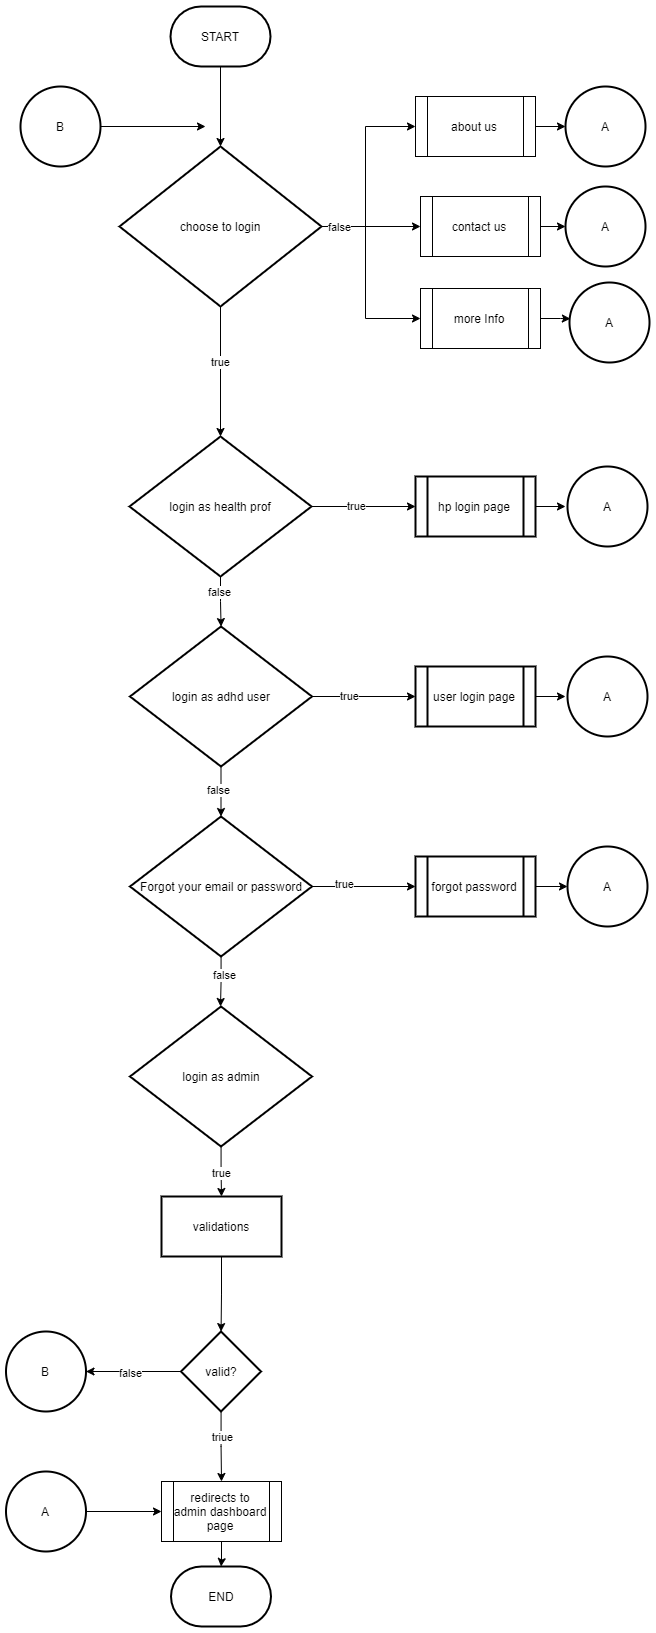 START
B
about us
A
choose to login
false
contact us
A
more Info
A
true
login as health prof
true
hp login page
A
false
login as adhd user
true
user login page
A
false
Forgot your email or password
true
forgot password
A
false
login as admin
true
validations
B
false
valid?
triue
A
redirects to
admin dashboard
page
END